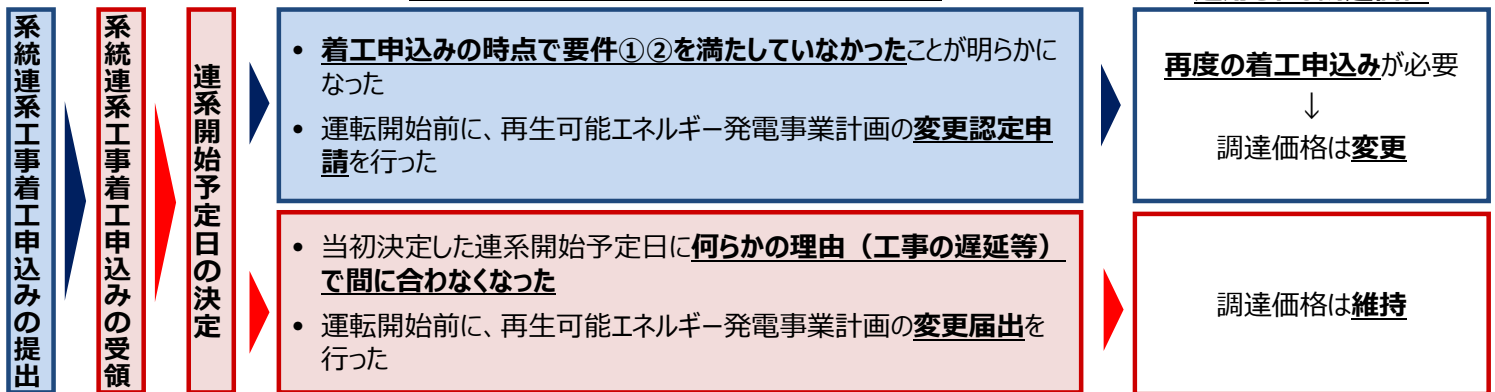 系統連系工事着工申込みの提出
系統連系工事着工申込みの受領
連系開始予定日の決定
• 着工申込みの時点で要件①②を満たしていなかったことが明らかに
なった
• 運転開始前に、再生可能エネルギー発電事業計画の変更認定申
請を行った
再度の着工申込みが必要
↓
調達価格は変更
• 当初決定した連系開始予定日に何らかの理由（工事の遅延等）
で間に合わなくなった
• 運転開始前に、再生可能エネルギー発電事業計画の変更届出を
行った
調達価格は維持